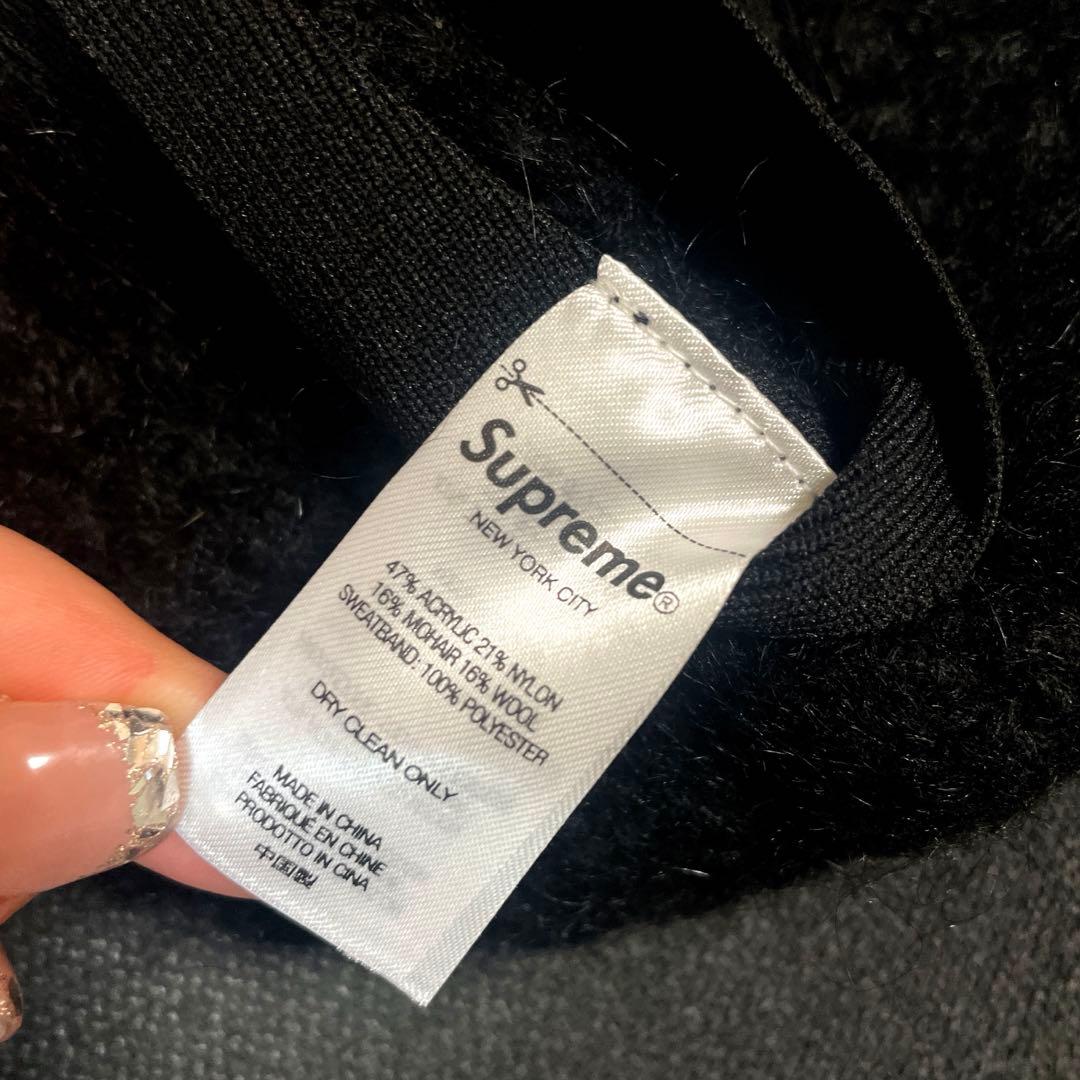 Supreme®
NEW YORK CITY
47% ACRYLIC 21% NYLON
16% MOHAIR 16% WOOL
SWEATBAND: 100% POLYESTER
DRY CLEAN ONLY
MADE IN CHINA
FABRIQUÉ EN CHINE
PRODOTTO IN CINA
中国製